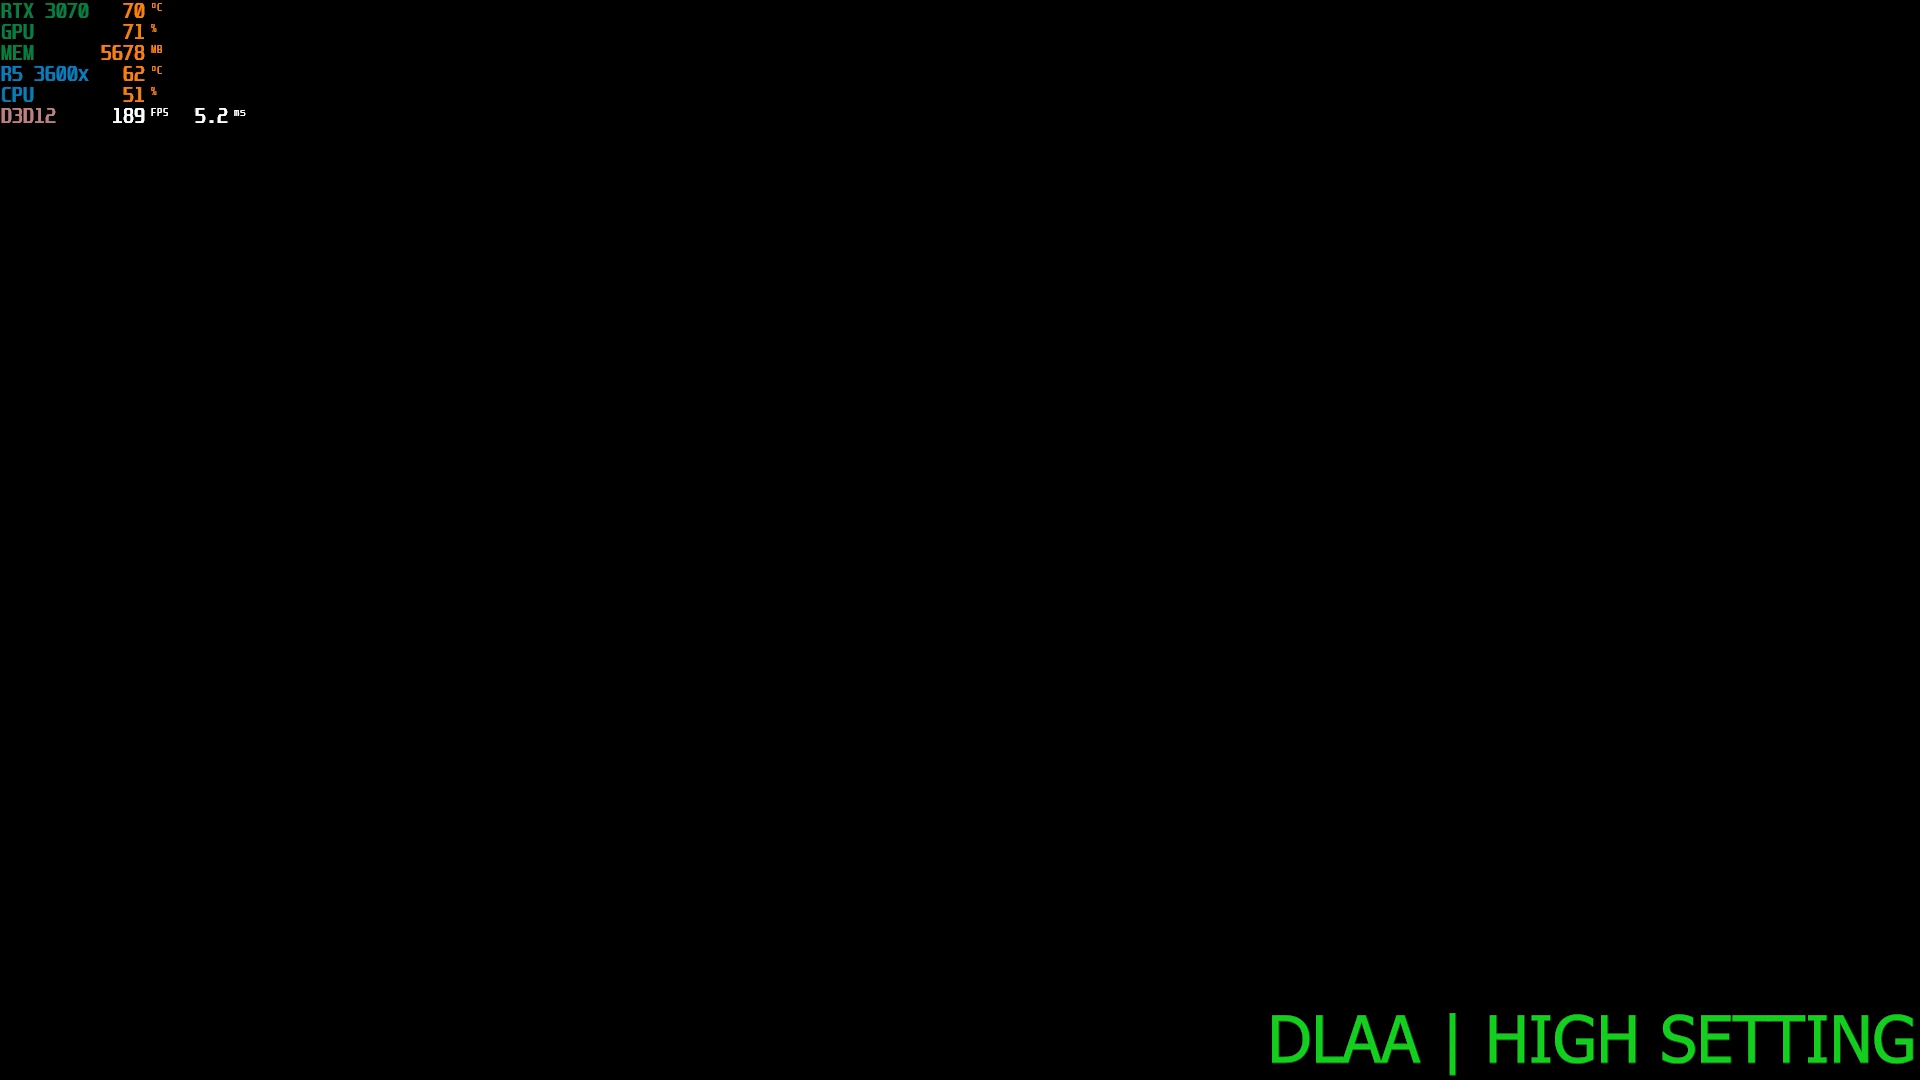 RTX 3070 70 °C
GPU 71 %
MEM 5678 MB
R5 3600x 62 °C
CPU 51 %
D3D12 189 FPS 5.2 ms
DLAA | HIGH SETTING